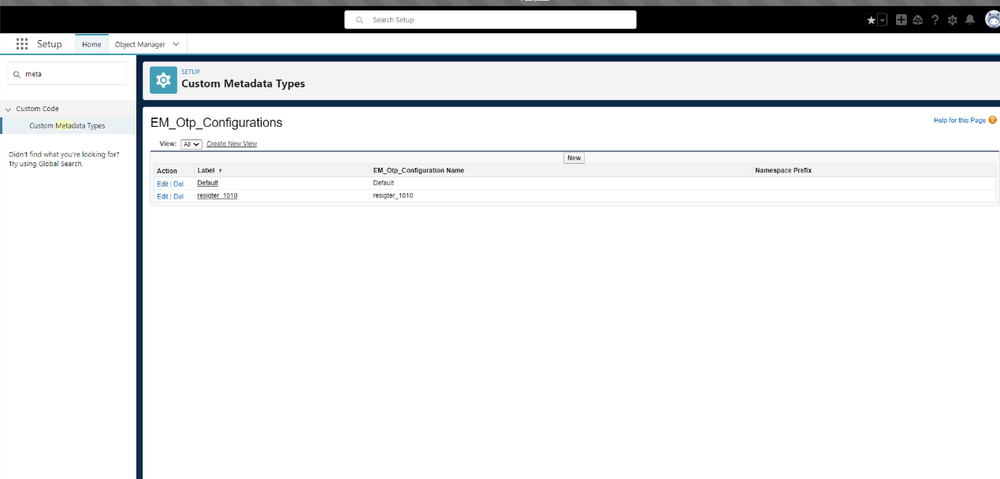 Search Setup
Setup
Home
Object Manager
meta
Custom Code
Custom Metadata Types
Didn't find what you're looking for?
Try using Global Search.
SETUP
Custom Metadata Types
EM_Otp_Configurations
Help for this Page ?
View: All Create New View
New
Action Label EM_Otp_Configuration Name Namespace Prefix
Edit | Del Default Default
Edit | Del resigter_1010 resigter_1010